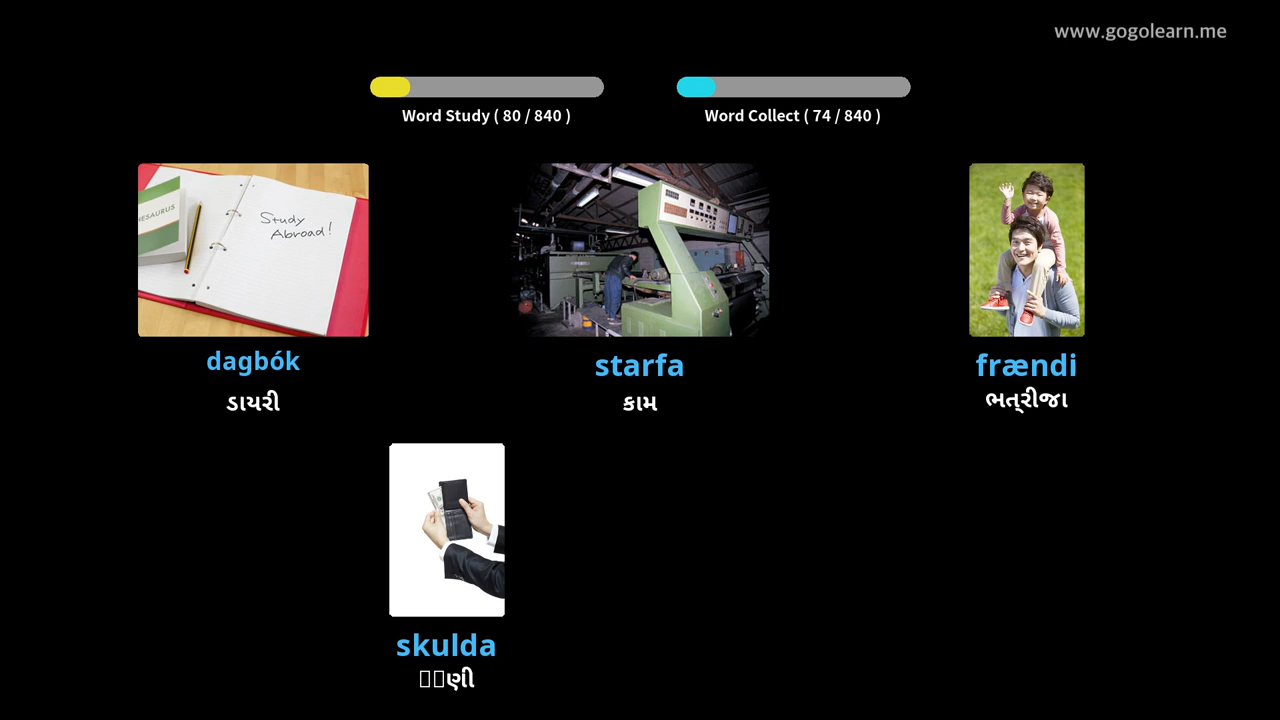 www.gogolearn.me
Word Study ( 80 / 840 )
Word Collect ( 74 / 840 )
HESAURUS
Study
Abroad!
dagbók
starfa
frændi
ડાયરી
કામ
ભત્રીજા
skulda
ણી